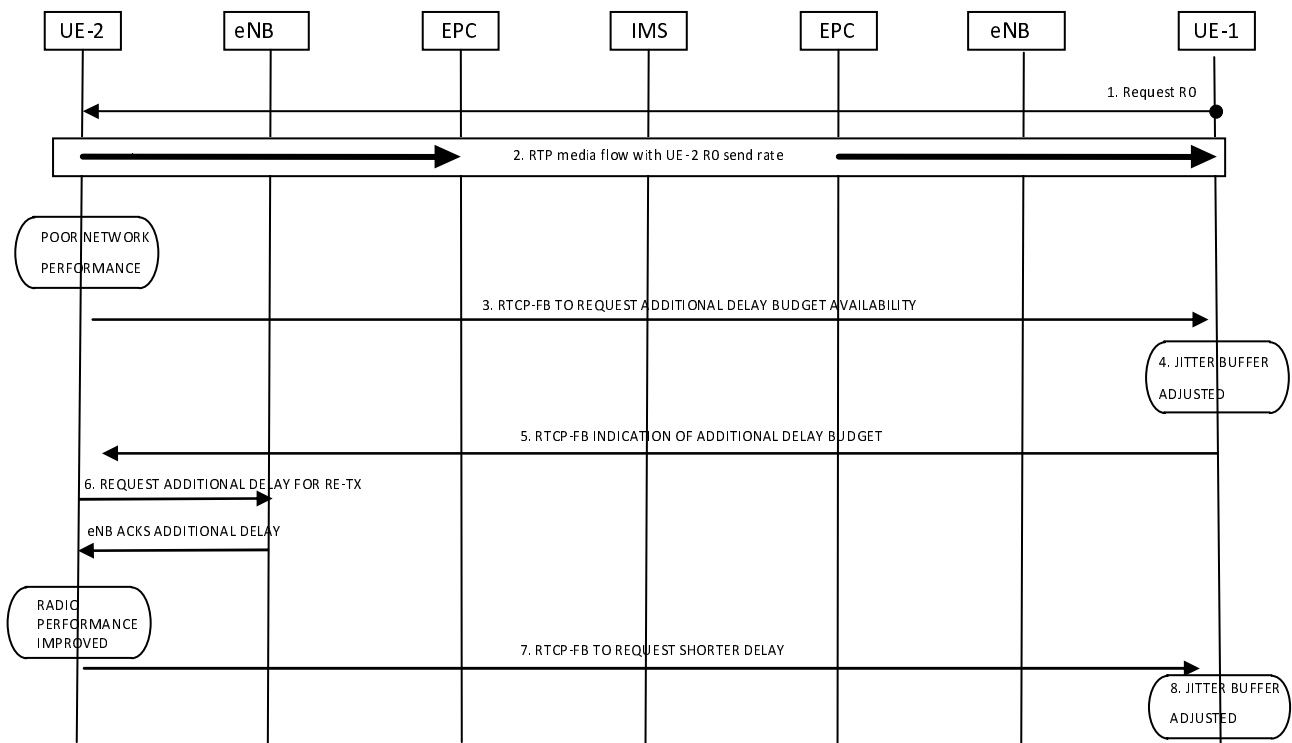 UE-2
eNB
EPC
IMS
EPC
eNB
UE-1
1. Request R0
2. RTP media flow with UE-2 R0 send rate
POOR NETWORK
PERFORMANCE
3. RTCP-FB TO REQUEST ADDITIONAL DELAY BUDGET AVAILABILITY
4. JITTER BUFFER
ADJUSTED
5. RTCP-FB INDICATION OF ADDITIONAL DELAY BUDGET
6. REQUEST ADDITIONAL DELAY FOR RE-TX
eNB ACKS ADDITIONAL DELAY
RADIO
PERFORMANCE
IMPROVED
7. RTCP-FB TO REQUEST SHORTER DELAY
8. JITTER BUFFER
ADJUSTED